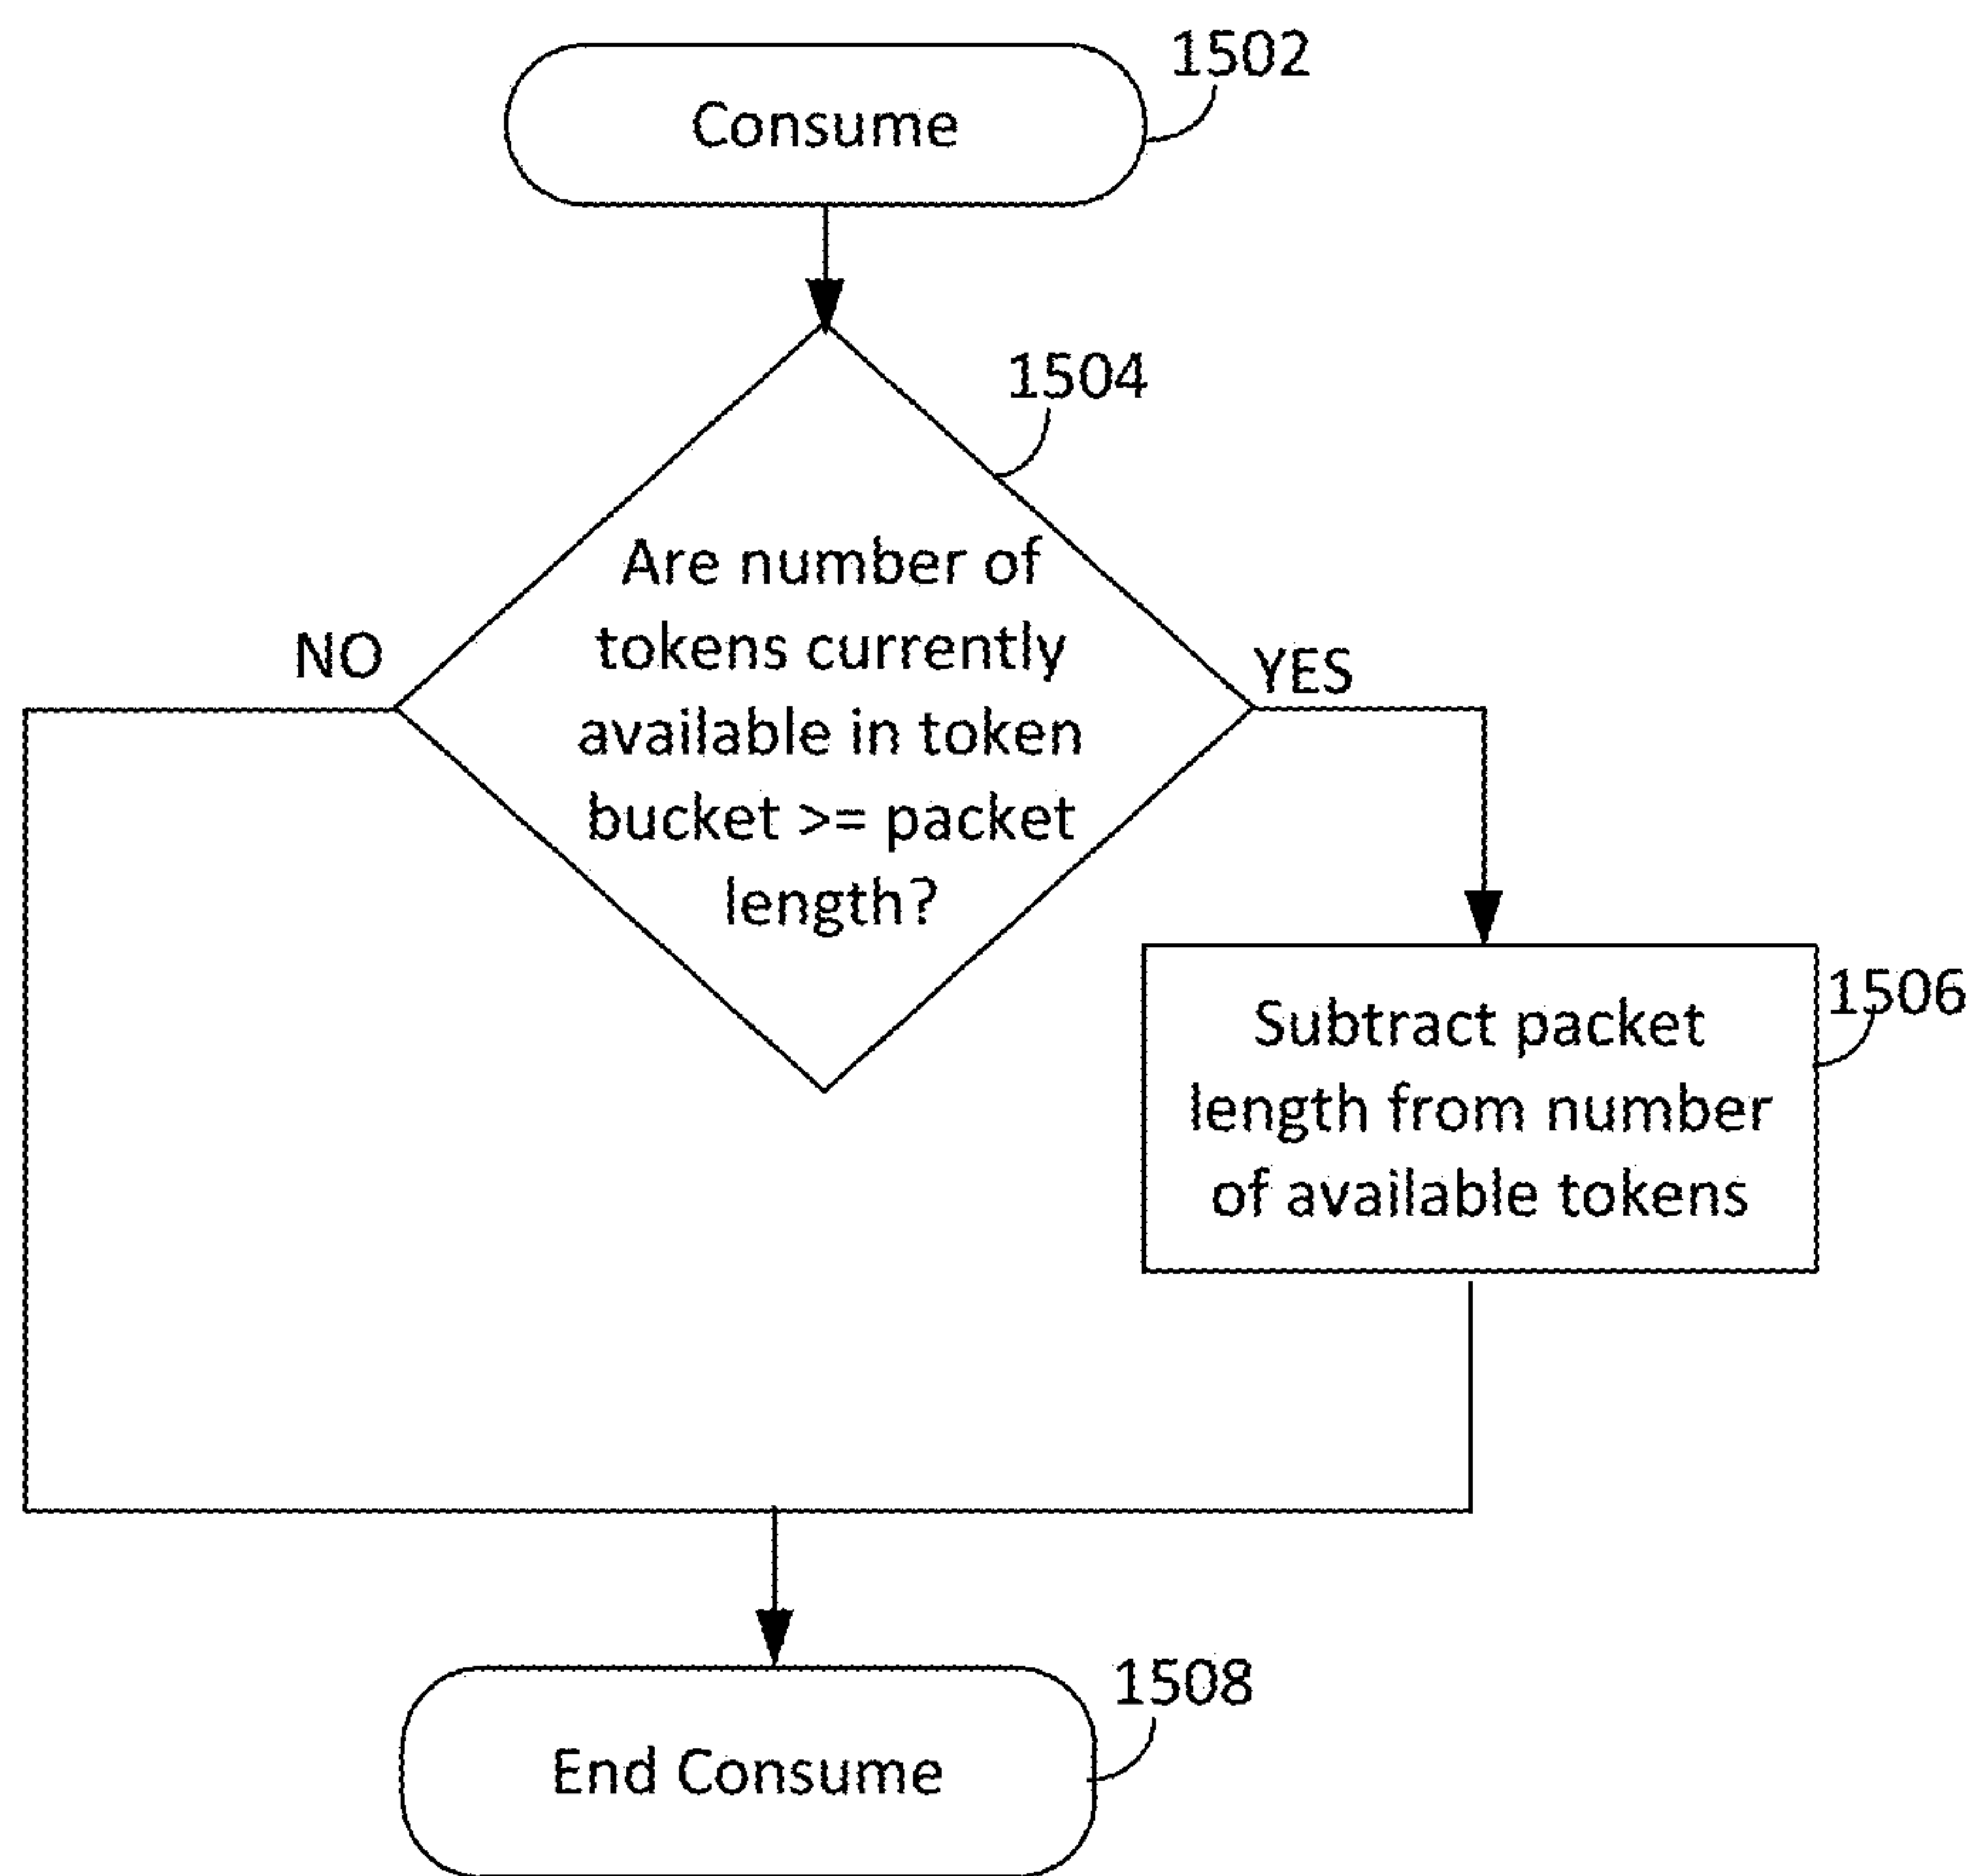 1502
Consume
1504
Are number of
tokens currently
available in token
bucket >= packet
length?
NO
YES
1506
Subtract packet
length from number
of available tokens
1508
End Consume